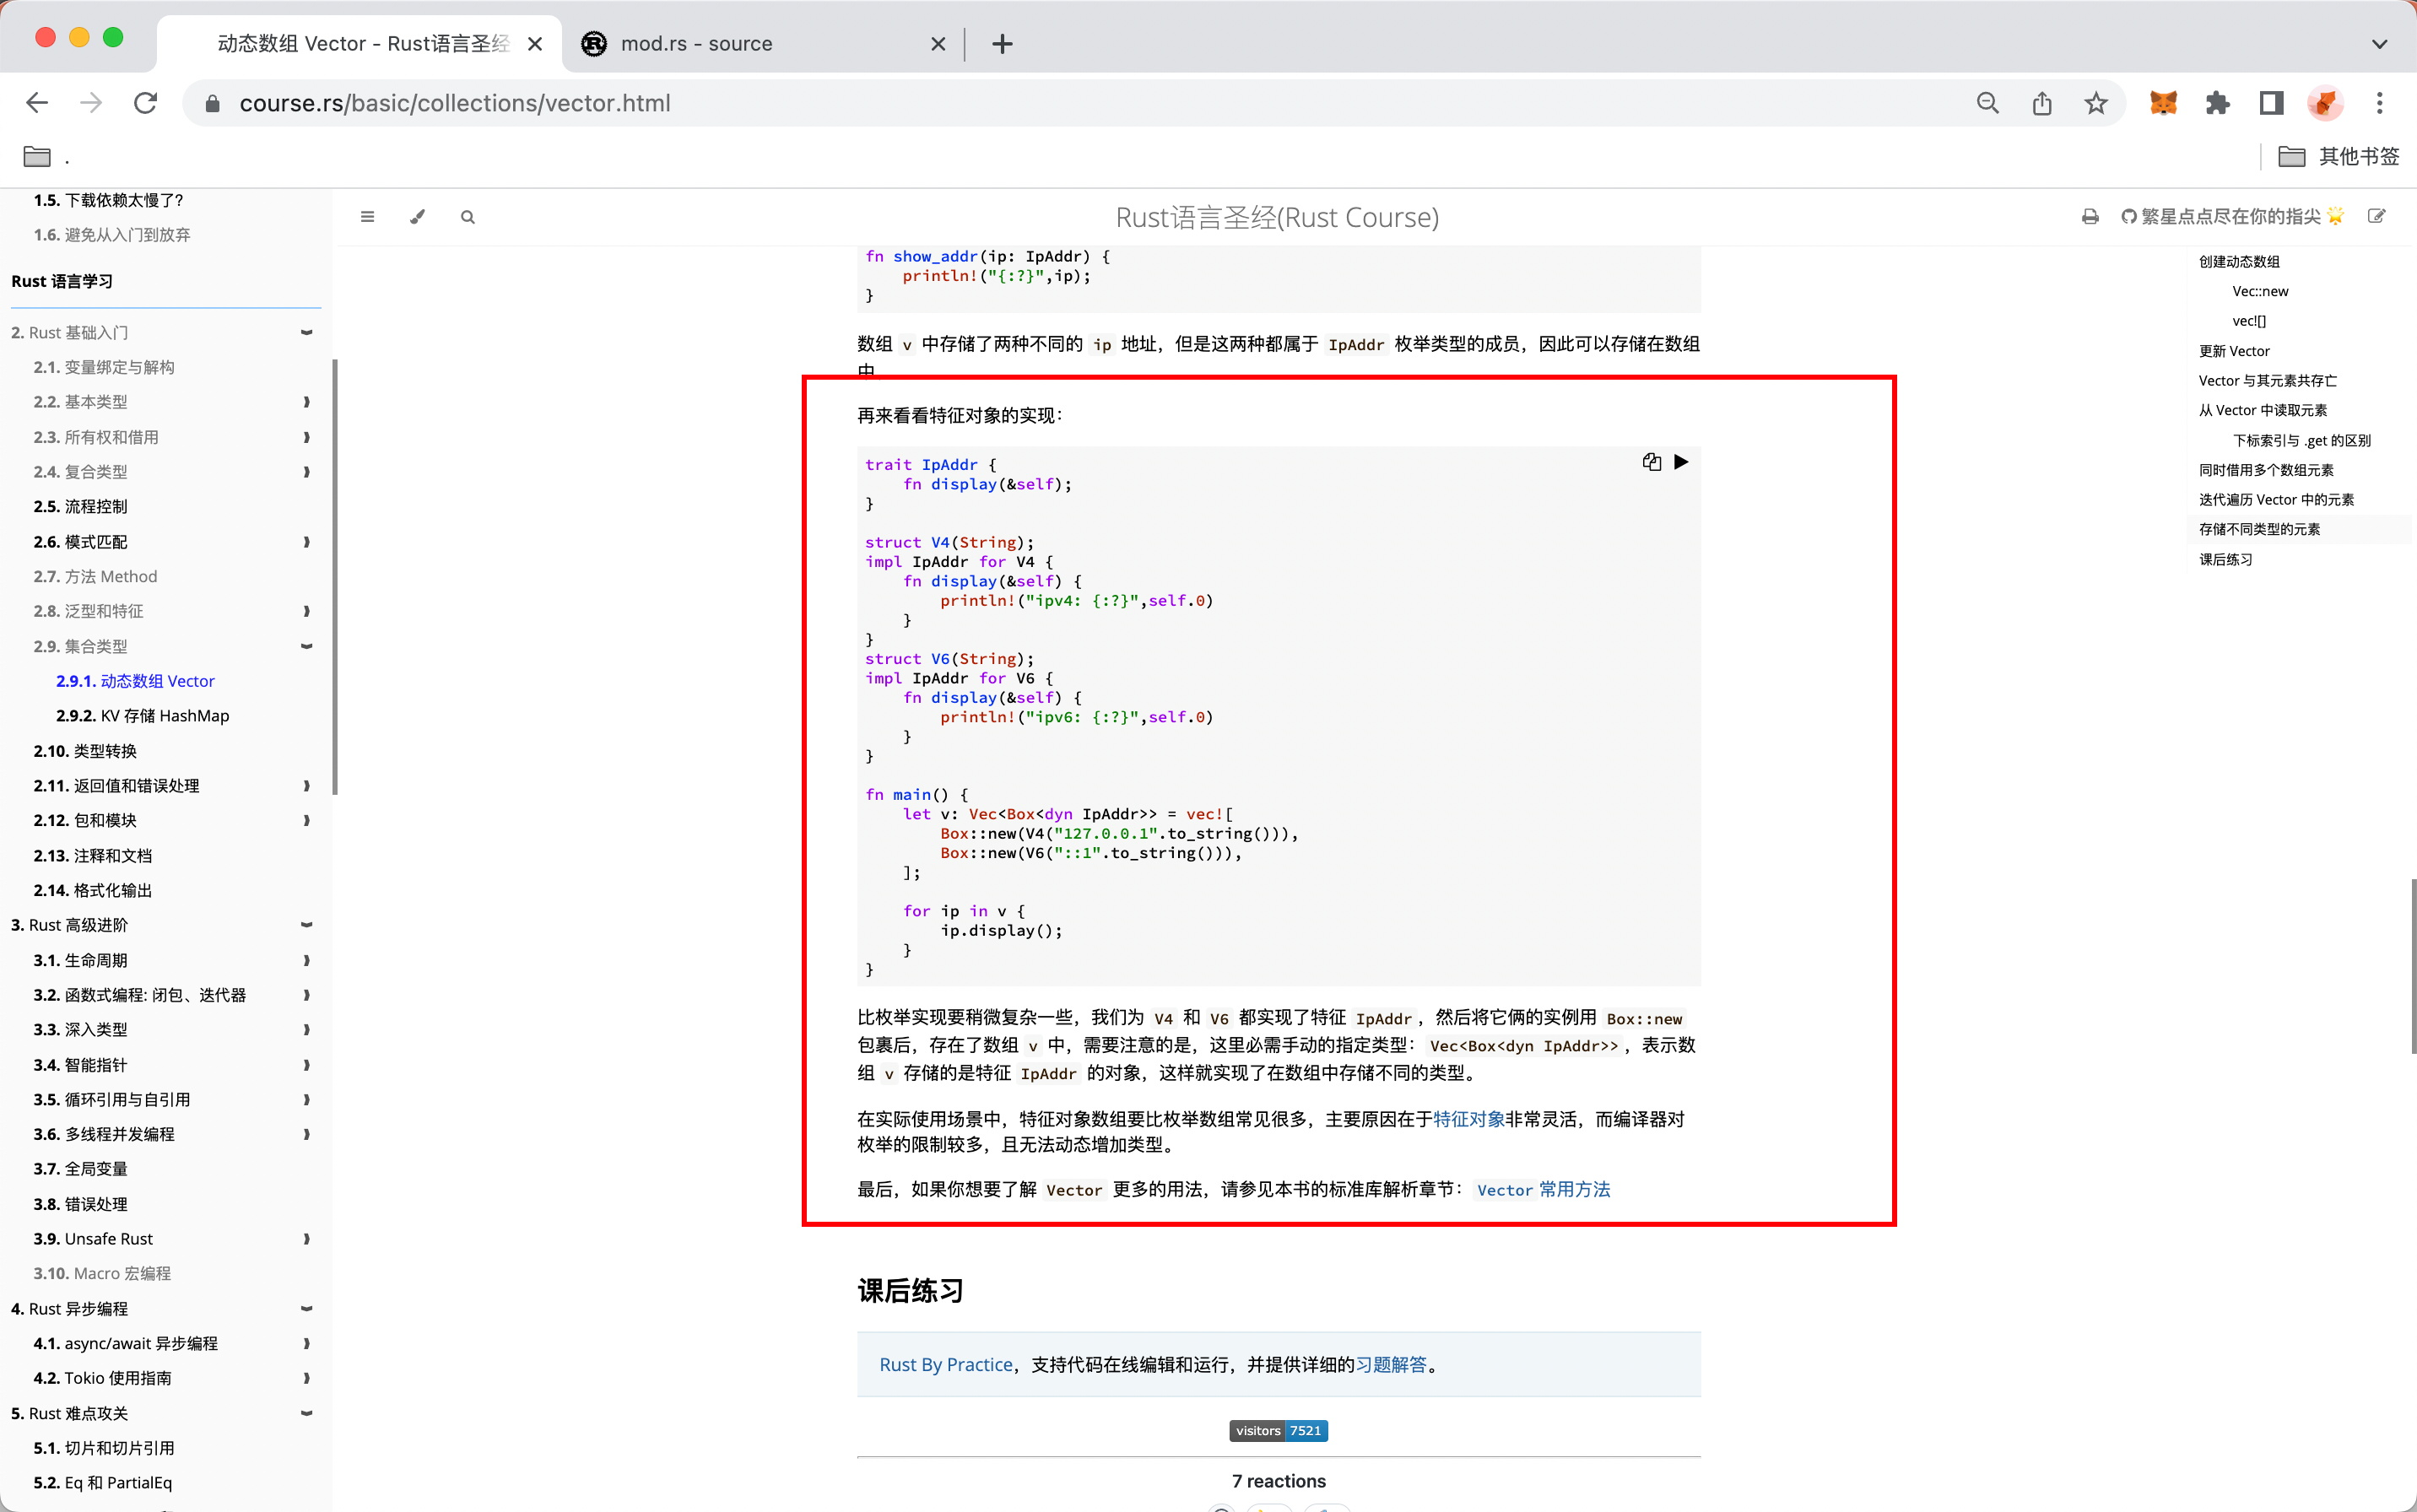 动态数组 Vector - Rust语言圣经
mod.rs - source
course.rs/basic/collections/vector.html
.
其他书签
1.5. 下载依赖太慢了?
1.6. 避免从入门到放弃
Rust 语言学习
2. Rust 基础入门
2.1. 变量绑定与解构
2.2. 基本类型
2.3. 所有权和借用
2.4. 复合类型
2.5. 流程控制
2.6. 模式匹配
2.7. 方法 Method
2.8. 泛型和特征
2.9. 集合类型
2.9.1. 动态数组 Vector
2.9.2. KV 存储 HashMap
2.10. 类型转换
2.11. 返回值和错误处理
2.12. 包和模块
2.13. 注释和文档
2.14. 格式化输出
3. Rust 高级进阶
3.1. 生命周期
3.2. 函数式编程: 闭包、迭代器
3.3. 深入类型
3.4. 智能指针
3.5. 循环引用与自引用
3.6. 多线程并发编程
3.7. 全局变量
3.8. 错误处理
3.9. Unsafe Rust
3.10. Macro 宏编程
4. Rust 异步编程
4.1. async/await 异步编程
4.2. Tokio 使用指南
5. Rust 难点攻关
5.1. 切片和切片引用
5.2. Eq 和 PartialEq
Rust语言圣经(Rust Course)
繁星点点尽在你的指尖 🌟
fn show_addr(ip: IpAddr) {
    println!("{:?}",ip);
}
数组 v 中存储了两种不同的 ip 地址，但是这两种都属于 IpAddr 枚举类型的成员，因此可以存储在数组
中
再来看看特征对象的实现：
trait IpAddr {
    fn display(&self);
}
struct V4(String);
impl IpAddr for V4 {
    fn display(&self) {
        println!("ipv4: {:?}",self.0)
    }
}
struct V6(String);
impl IpAddr for V6 {
    fn display(&self) {
        println!("ipv6: {:?}",self.0)
    }
}
fn main() {
    let v: Vec<Box<dyn IpAddr>> = vec![
        Box::new(V4("127.0.0.1".to_string())),
        Box::new(V6("::1".to_string())),
    ];
    for ip in v {
        ip.display();
    }
}
比枚举实现要稍微复杂一些，我们为 V4 和 V6 都实现了特征 IpAddr，然后将它俩的实例用 Box::new
包裹后，存在了数组 v 中，需要注意的是，这里必需手动的指定类型：Vec<Box<dyn IpAddr>>，表示数
组 v 存储的是特征 IpAddr 的对象，这样就实现了在数组中存储不同的类型。
在实际使用场景中，特征对象数组要比枚举数组常见很多，主要原因在于特征对象非常灵活，而编译器对
枚举的限制较多，且无法动态增加类型。
最后，如果你想要了解 Vector 更多的用法，请参见本书的标准库解析章节：Vector 常用方法
课后练习
Rust By Practice，支持代码在线编辑和运行，并提供详细的习题解答。
visitors 7521
7 reactions
创建动态数组
Vec::new
vec![]
更新 Vector
Vector 与其元素共存亡
从 Vector 中读取元素
下标索引与 .get 的区别
同时借用多个数组元素
迭代遍历 Vector 中的元素
存储不同类型的元素
课后练习